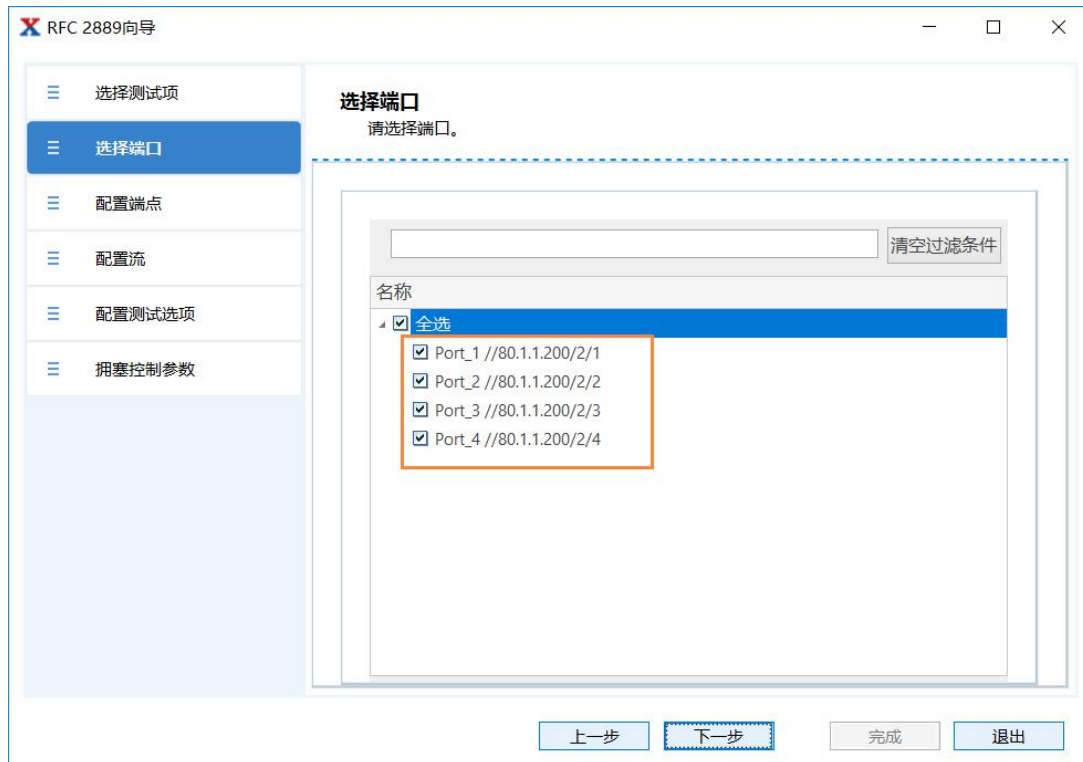 RFC 2889向导
选择测试项
选择端口
配置端点
配置流
配置测试选项
拥塞控制参数
选择端口
请选择端口。
清空过滤条件
名称
全选
Port_1 //80.1.1.200/2/1
Port_2 //80.1.1.200/2/2
Port_3 //80.1.1.200/2/3
Port_4 //80.1.1.200/2/4
上一步
下一步
完成
退出